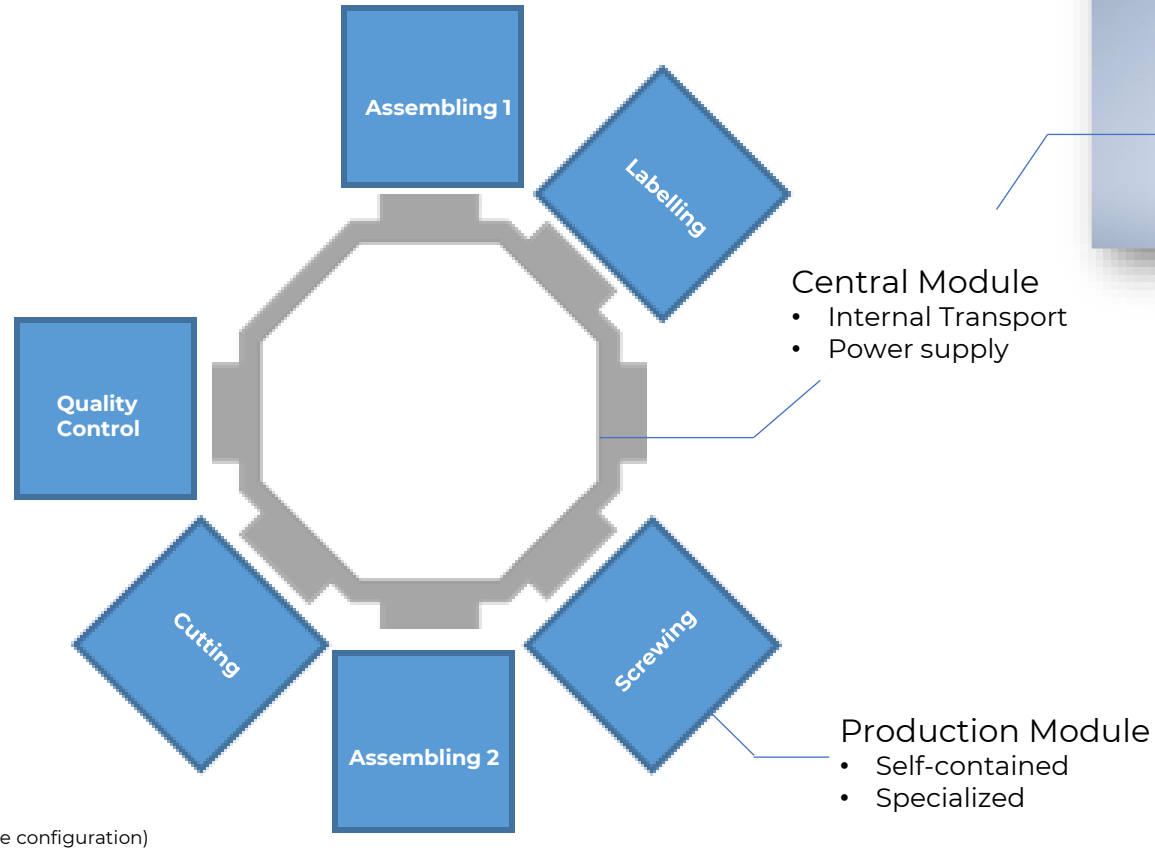 Assembling 1
Labelling
Central Module
• Internal Transport
• Power supply
Quality
Control
Cutting
Screwing
Assembling 2
Production Module
• Self-contained
• Specialized
e configuration)